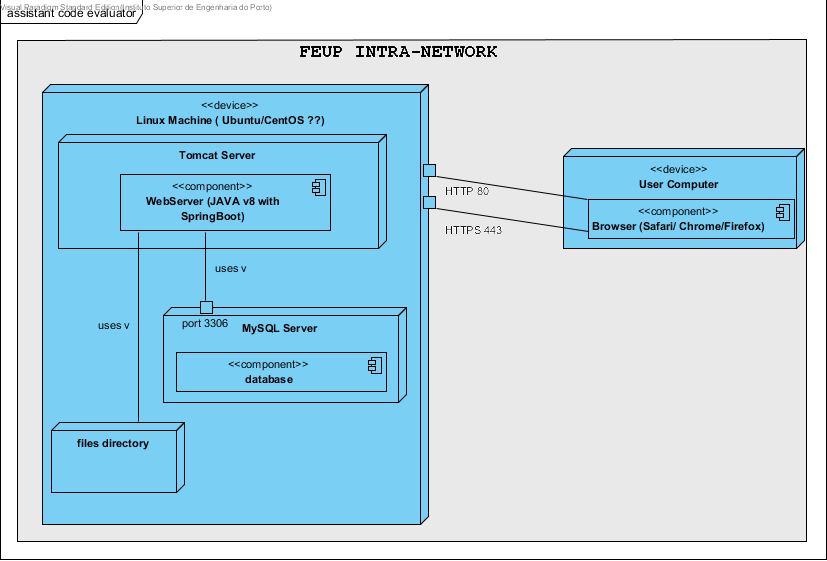 Visual Paradigm Standard Edition(Instituto Superior de Engenharia do Porto)
assistant code evaluator
FEUP INTRA-NETWORK
<<device>>
Linux Machine ( Ubuntu/CentOS ??)
Tomcat Server
<<component>>
WebServer (JAVA v8 with
SpringBoot)
HTTP 80
HTTPS 443
<<device>>
User Computer
<<component>>
Browser (Safari/ Chrome/Firefox)
uses v
uses v
port 3306
MySQL Server
<<component>>
database
files directory